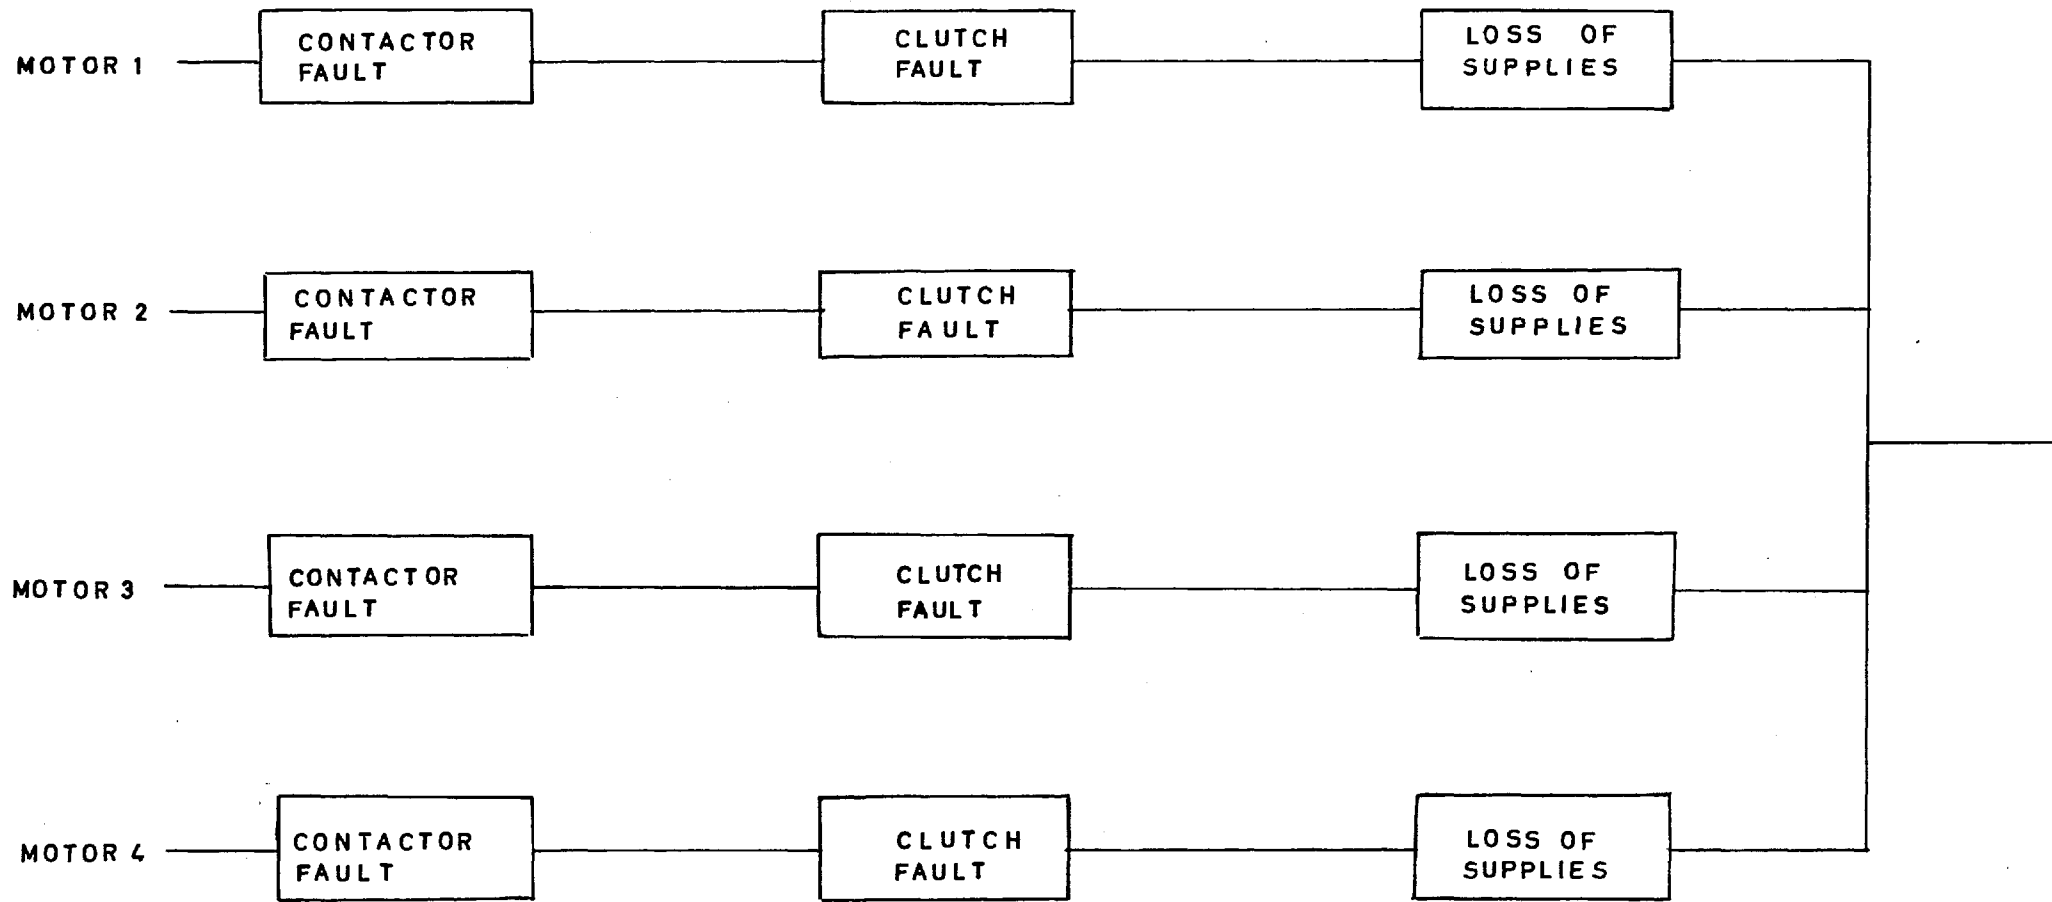 MOTOR 1
CONTACTOR
FAULT
CLUTCH
FAULT
LOSS OF
SUPPLIES
MOTOR 2
CONTACTOR
FAULT
CLUTCH
FAULT
LOSS OF
SUPPLIES
MOTOR 3
CONTACTOR
FAULT
CLUTCH
FAULT
LOSS OF
SUPPLIES
MOTOR 4
CONTACTOR
FAULT
CLUTCH
FAULT
LOSS OF
SUPPLIES